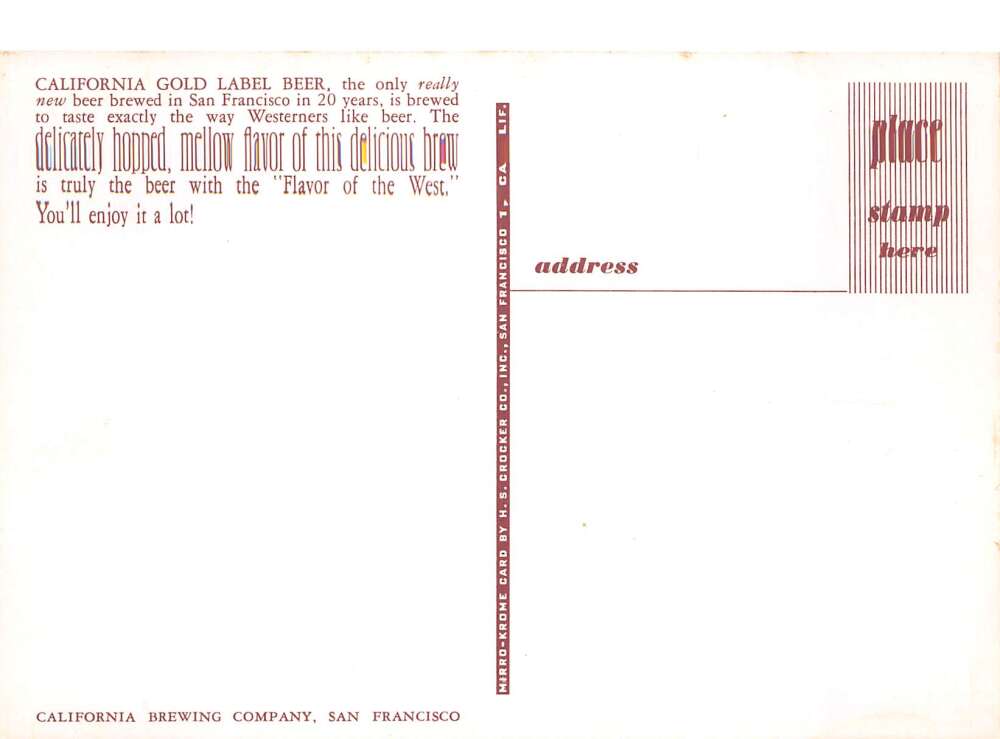 CALIFORNIA GOLD LABEL BEER, the only really
new beer brewed in San Francisco in 20 years, is brewed
to taste exactly the way Westerners like beer. The
delicately hopped, mellow flavor of this delicious brew
is truly the beer with the "Flavor of the West."
You'll enjoy it a lot!
CALIFORNIA BREWING COMPANY, SAN FRANCISCO
MIRRO-KROME CARD BY H. S. CROCKER CO., INC., SAN FRANCISCO 1, CALIF.
address
place
stamp
here